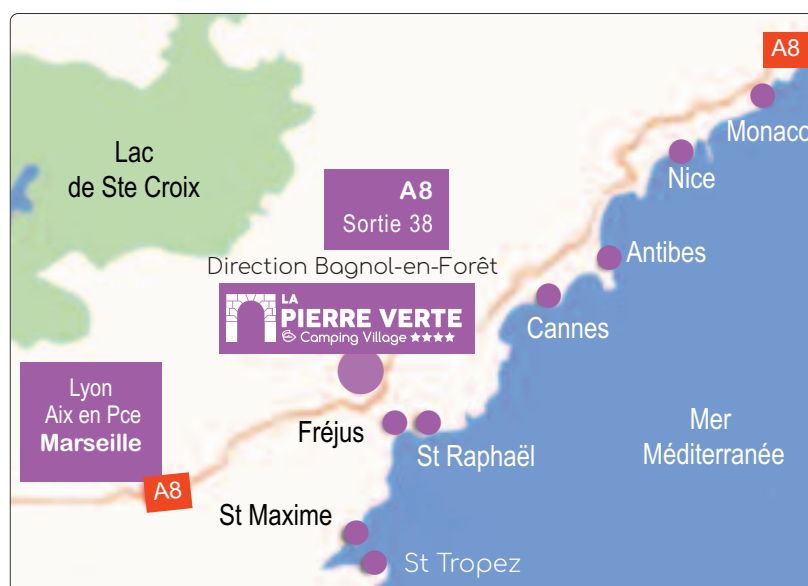 A8
Monaco
Lac
de Ste Croix
Nice
A8
Sortie 38
Antibes
Direction Bagnol-en-Forêt
LA
PIERRE VERTE
Camping Village ★★★★
Cannes
Lyon
Aix en Pce
Marseille
Fréjus
St Raphaël
Mer
Méditerranée
A8
St Maxime
St Tropez